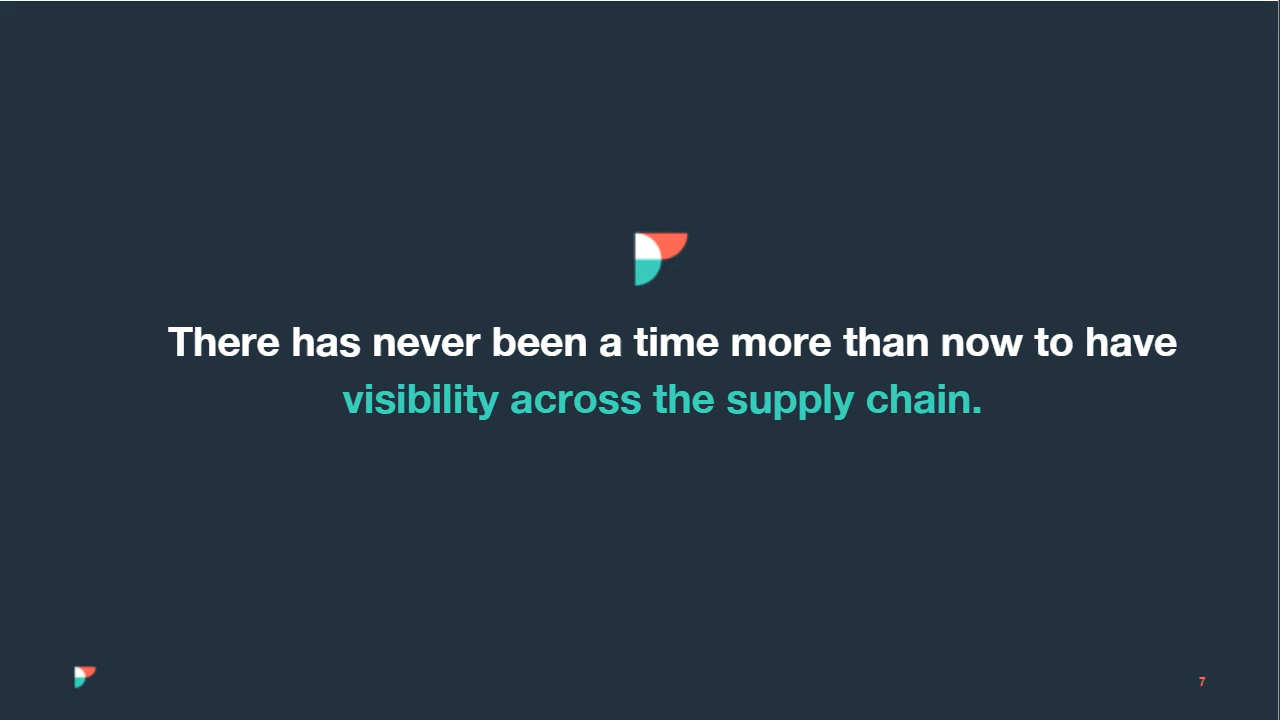 There has never been a time more than now to have
visibility across the supply chain.
7